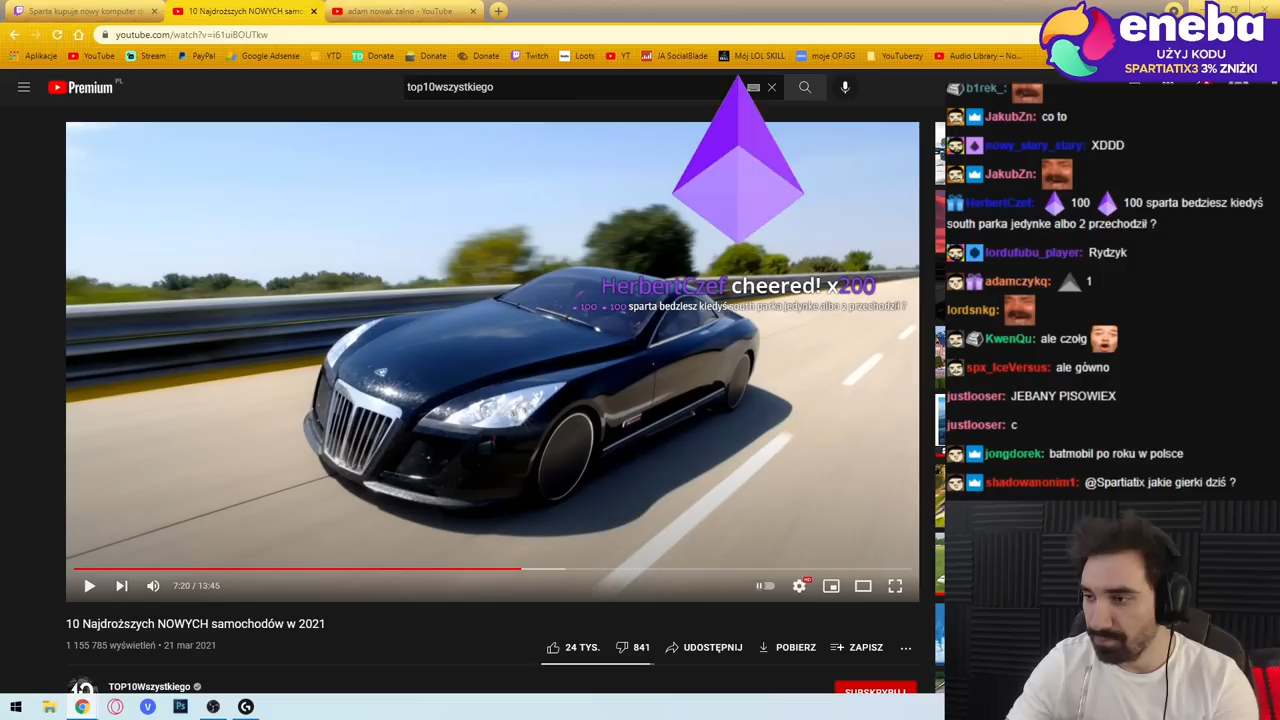 Sparta kupuje nowy komputer d
10 Najdroższych NOWYCH samo
adam nowak żalno - YouTube
youtube.com/watch?v=i61uiBOUTkw
Aplikacje
YouTube
Stream
PayPal
Google Adsense
YTD
Donate
Donate
Donate
Twitch
Loots
YT
JA SocialBlade
Mój LOL SKILL
moje OP.GG
YouTuberzy
Audio Library – No...
eneba
UŻYJ KODU
SPARTIATIX3 3% ZNIŻKI
Premium PL
top10wszystkiego
b1rek_:
JakubZn: co to
nowy_stary_stary: XDDD
JakubZn:
HerbertCzef: 100 100 sparta bedziesz kiedyś
south parka jedynke albo 2 przechodził ?
lordufubu_player: Rydzyk
adamczykq: 1
lordsnkg:
KwenQu: ale czołg
spx_IceVersus: ale gówno
justlooser: JEBANY PISOWIEX
justlooser: c
jongdorek: batmobil po roku w polsce
shadowanonim1: @Spartiatix jakie gierki dziś ?
HerbertCzef cheered! x200
100 100 sparta bedziesz kiedyś south parka jedynke albo 2 przechodził ?
7:20 / 13:45
HD
10 Najdroższych NOWYCH samochodów w 2021
1 155 785 wyświetleń • 21 mar 2021
24 TYS.
841
UDOSTĘPNIJ
POBIERZ
ZAPISZ
TOP10Wszystkiego
SUBSKRYBUJ